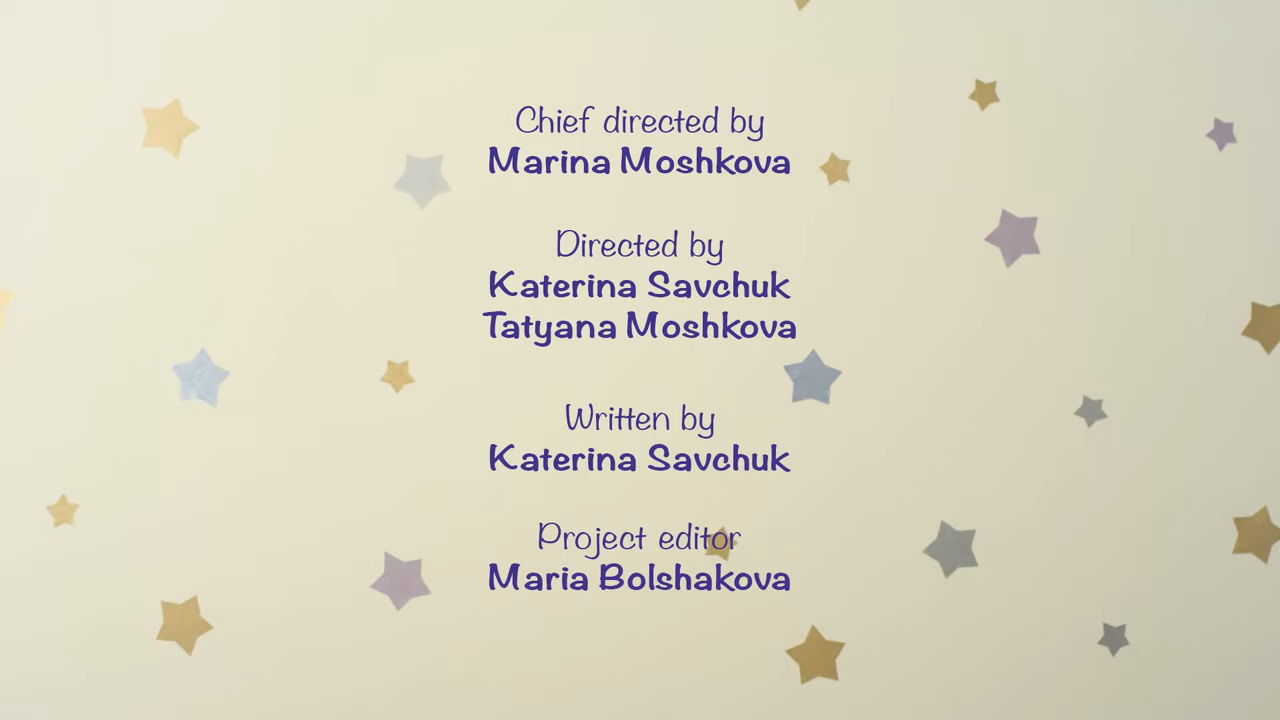 Chief directed by
Marina Moshkova
Directed by
Katerina Savchuk
Tatyana Moshkova
Written by
Katerina Savchuk
Project editor
Maria Bolshakova